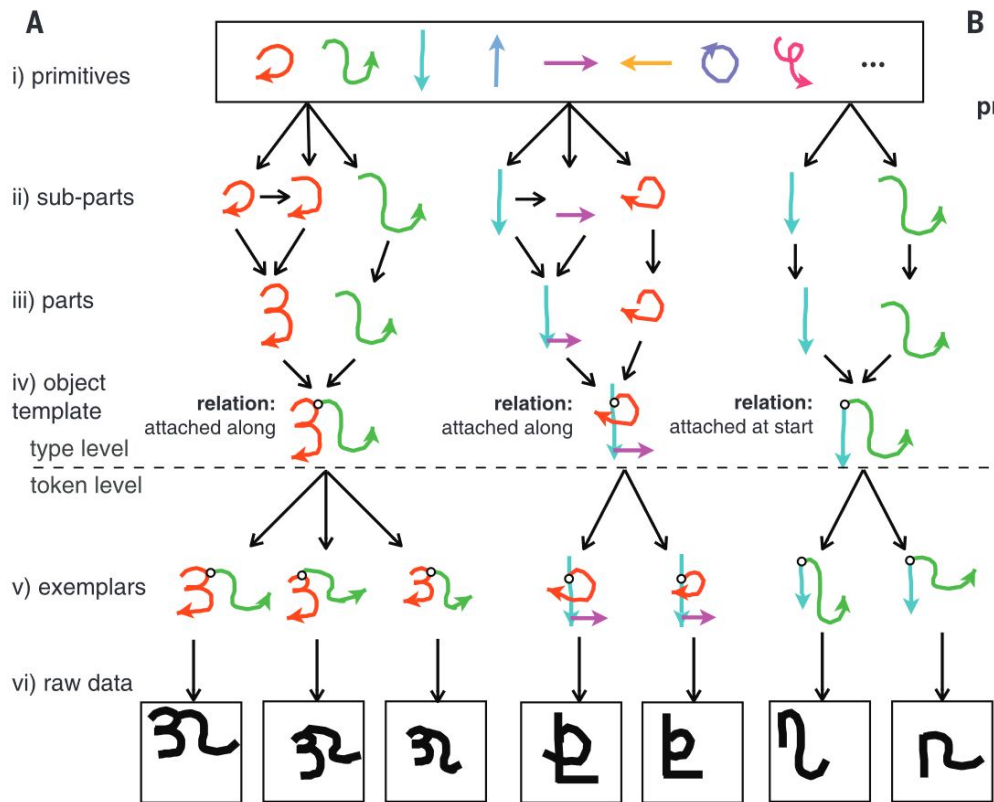 A
B
i) primitives
...
pr
ii) sub-parts
iii) parts
iv) object
template
relation:
attached along
relation:
attached along
relation:
attached at start
type level
token level
v) exemplars
vi) raw data